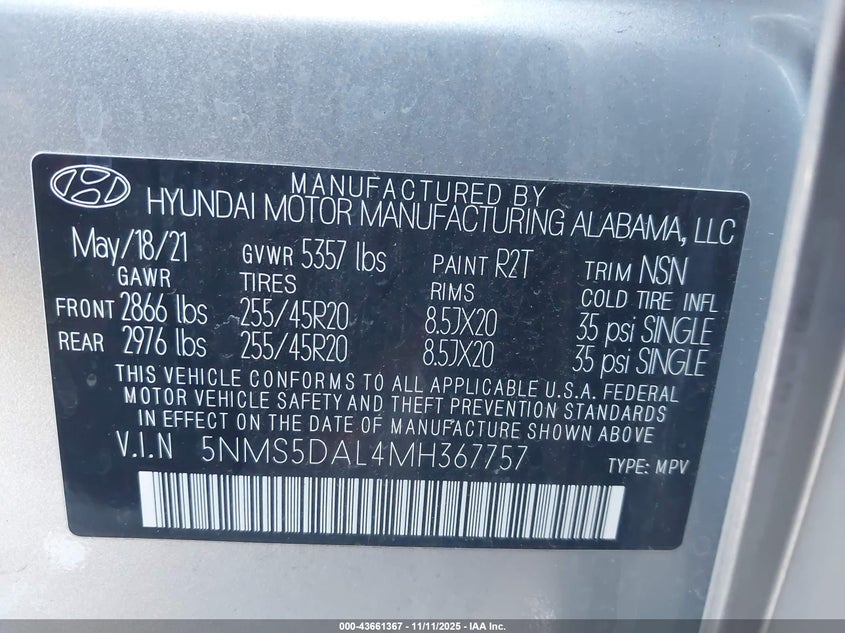 MANUFACTURED BY
HYUNDAI MOTOR MANUFACTURING ALABAMA, LLC
May/18/21 GVWR 5357 lbs PAINT R2T TRIM NSN
GAWR TIRES RIMS COLD TIRE INFL
FRONT 2866 lbs 255/45R20 8.5JX20 35 psi SINGLE
REAR 2976 lbs 255/45R20 8.5JX20 35 psi SINGLE
THIS VEHICLE CONFORMS TO ALL APPLICABLE U.S.A. FEDERAL
MOTOR VEHICLE SAFETY AND THEFT PREVENTION STANDARDS
IN EFFECT ON THE DATE OF MANUFACTURE SHOWN ABOVE
V.I.N 5NMS5DAL4MH367757 TYPE: MPV
000-43661367 - 11/11/2025 - IAA Inc.